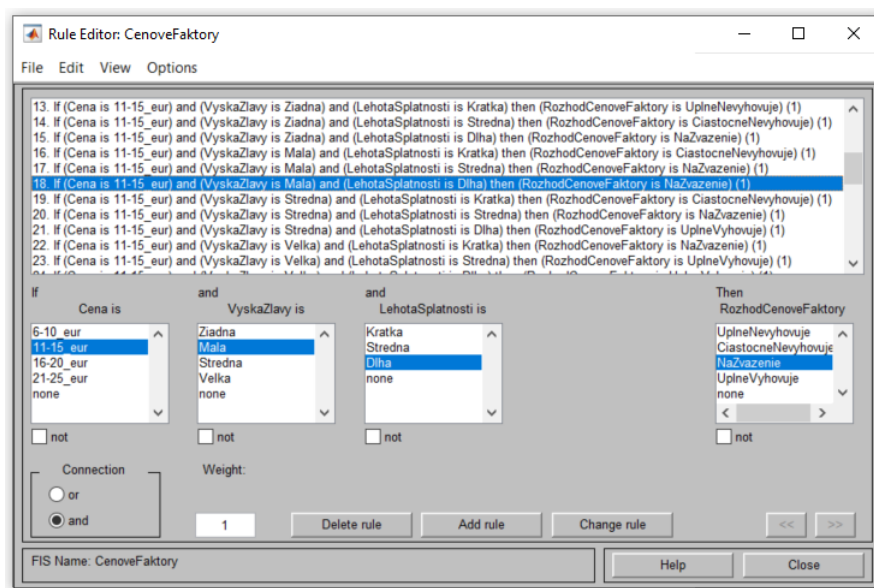 Rule Editor: CenoveFaktory
File Edit View Options
13. If (Cena is 11-15_eur) and (VyskaZlavy is Ziadna) and (LehotaSplatnosti is Kratka) then (RozhodCenoveFaktory is UplneNevyhovuje) (1)
14. If (Cena is 11-15_eur) and (VyskaZlavy is Ziadna) and (LehotaSplatnosti is Stredna) then (RozhodCenoveFaktory is CiastocneNevyhovuje) (1)
15. If (Cena is 11-15_eur) and (VyskaZlavy is Ziadna) and (LehotaSplatnosti is Dlha) then (RozhodCenoveFaktory is NaZvazenie) (1)
16. If (Cena is 11-15_eur) and (VyskaZlavy is Mala) and (LehotaSplatnosti is Kratka) then (RozhodCenoveFaktory is CiastocneNevyhovuje) (1)
17. If (Cena is 11-15_eur) and (VyskaZlavy is Mala) and (LehotaSplatnosti is Stredna) then (RozhodCenoveFaktory is NaZvazenie) (1)
18. If (Cena is 11-15_eur) and (VyskaZlavy is Mala) and (LehotaSplatnosti is Dlha) then (RozhodCenoveFaktory is NaZvazenie) (1)
19. If (Cena is 11-15_eur) and (VyskaZlavy is Stredna) and (LehotaSplatnosti is Kratka) then (RozhodCenoveFaktory is CiastocneNevyhovuje) (1)
20. If (Cena is 11-15_eur) and (VyskaZlavy is Stredna) and (LehotaSplatnosti is Stredna) then (RozhodCenoveFaktory is NaZvazenie) (1)
21. If (Cena is 11-15_eur) and (VyskaZlavy is Stredna) and (LehotaSplatnosti is Dlha) then (RozhodCenoveFaktory is UplneVyhovuje) (1)
22. If (Cena is 11-15_eur) and (VyskaZlavy is Velka) and (LehotaSplatnosti is Kratka) then (RozhodCenoveFaktory is NaZvazenie) (1)
23. If (Cena is 11-15_eur) and (VyskaZlavy is Velka) and (LehotaSplatnosti is Stredna) then (RozhodCenoveFaktory is UplneVyhovuje) (1)
If and and Then
Cena is VyskaZlavy is LehotaSplatnosti is RozhodCenoveFaktory
6-10_eur Ziadna Kratka UplneNevyhovuje
11-15_eur Mala Stredna CiastocneNevyhovuje
16-20_eur Stredna Dlha NaZvazenie
21-25_eur Velka none UplneVyhovuje
none none none
not not not not
Connection Weight:
or
and 1 Delete rule Add rule Change rule << >>
FIS Name: CenoveFaktory Help Close